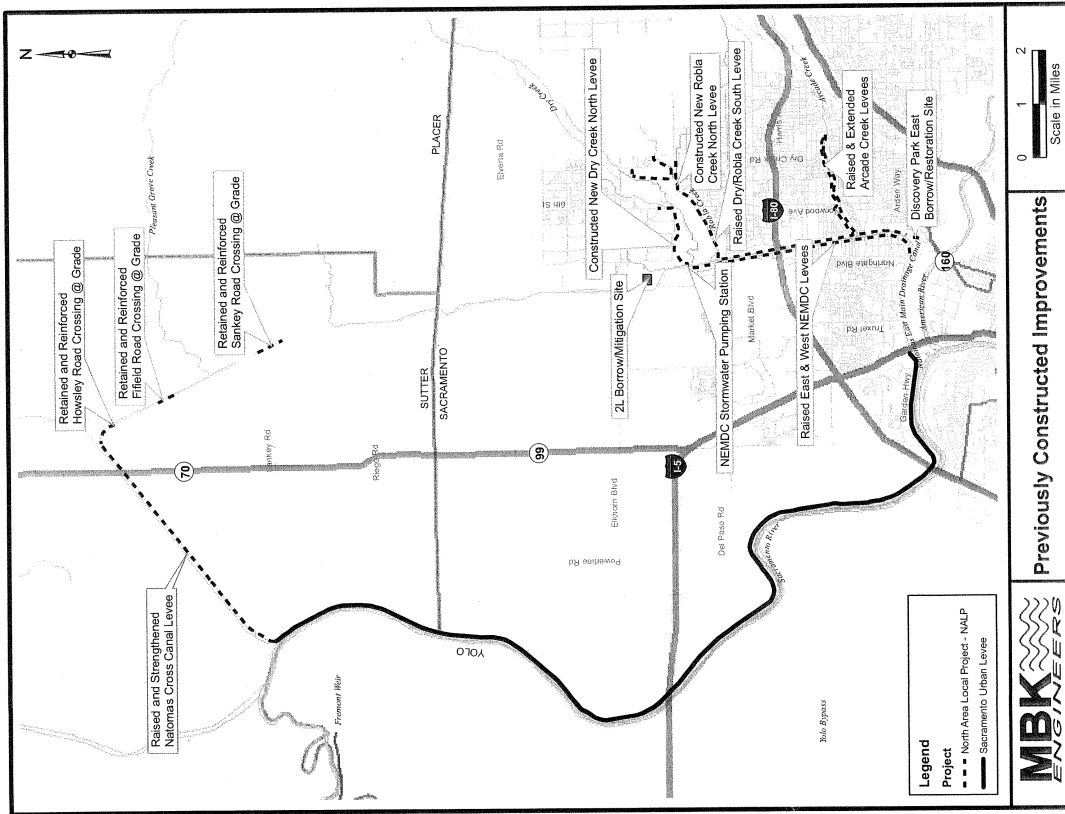 N
Retained and Reinforced
Howsley Road Crossing @ Grade
Retained and Reinforced
Fifield Road Crossing @ Grade
Pleasant Grove Creek
Retained and Reinforced
Sankey Road Crossing @ Grade
Raised and Strengthened
Natomas Cross Canal Levee
70
Riego Rd
SUTTER
SACRAMENTO
PLACER
Elverta Rd
Dry Creek
Fremont Weir
YOLO
99
Elkhorn Blvd
Powerline Rd
6th St
Constructed New Dry Creek North Levee
2L Borrow/Mitigation Site
Constructed New Robla
Creek North Levee
Robla Creek
Raised Dry/Robla Creek South Levee
NEMDC Stormwater Pumping Station
I-5
Del Paso Rd
Market Blvd
Raised East & West NEMDC Levees
I-80
Raised & Extended
Arcade Creek Levees
Arcade Creek
Northgate Blvd
Truxel Rd
Arden Way
Discovery Park East
Borrow/Restoration Site
160
American River
Garden Hwy
Sacramento River
Yolo Bypass
Legend
Project
North Area Local Project - NALP
Sacramento Urban Levee
MBK
ENGINEERS
Previously Constructed Improvements
0 1 2
Scale in Miles